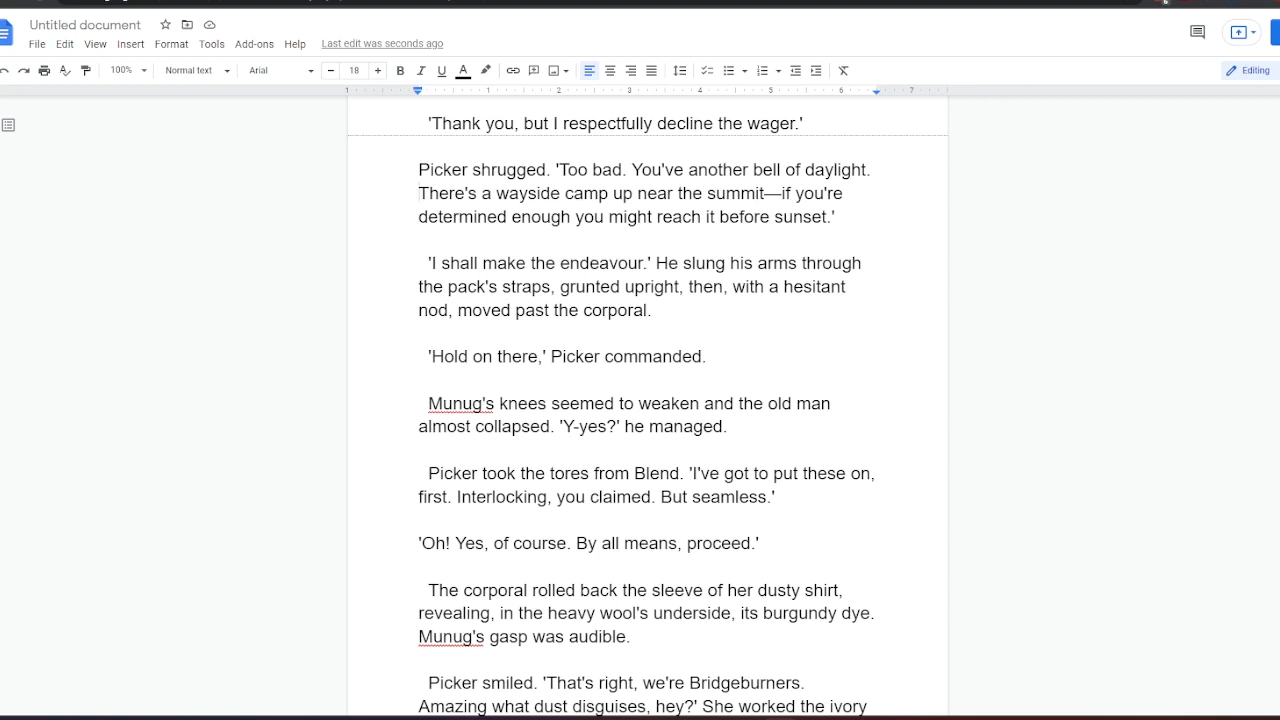 Untitled document
File Edit View Insert Format Tools Add-ons Help Last edit was seconds ago
100% Normal text Arial 18 B I U A Editing
1 1 2 3 4 5 6 7
'Thank you, but I respectfully decline the wager.'
Picker shrugged. 'Too bad. You've another bell of daylight.
There's a wayside camp up near the summit—if you're
determined enough you might reach it before sunset.'
'I shall make the endeavour.' He slung his arms through
the pack's straps, grunted upright, then, with a hesitant
nod, moved past the corporal.
'Hold on there,' Picker commanded.
Munug's knees seemed to weaken and the old man
almost collapsed. 'Y-yes?' he managed.
Picker took the tores from Blend. 'I've got to put these on,
first. Interlocking, you claimed. But seamless.'
'Oh! Yes, of course. By all means, proceed.'
The corporal rolled back the sleeve of her dusty shirt,
revealing, in the heavy wool's underside, its burgundy dye.
Munug's gasp was audible.
Picker smiled. 'That's right, we're Bridgeburners.
Amazing what dust disguises, hey?' She worked the ivory